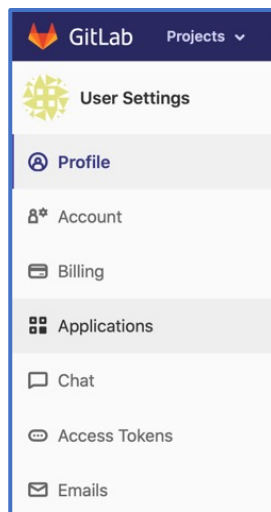 GitLab Projects
User Settings
Profile
Account
Billing
Applications
Chat
Access Tokens
Emails